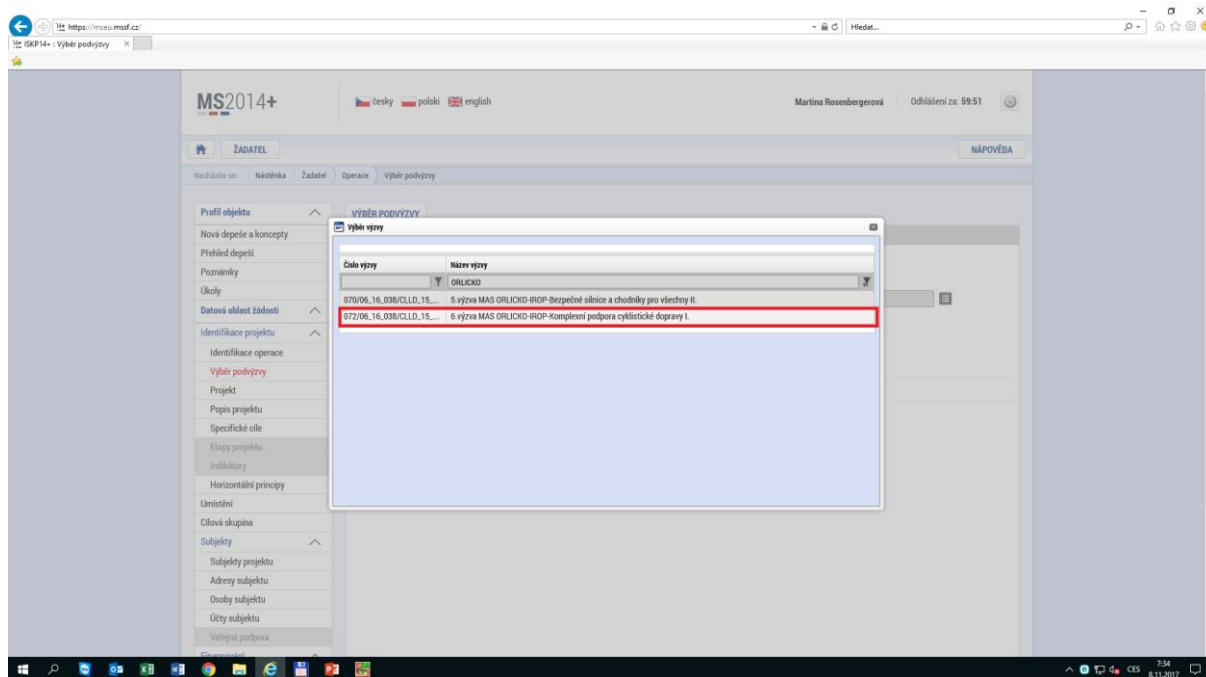 https://mseu.mssf.cz/
Hledat...
ISKP14+ : Výběr podvýzvy
MS2014+
česky polski english
Martina Rosenbergerová Odhlášení za: 59:51
ŽADATEL NÁPOVĚDA
Nacházíte se: Nástěnka Žadatel Operace Výběr podvýzvy
Profil objektu
VÝBĚR PODVÝZVY
Nová depeše a koncepty
Přehled depeší
Poznámky
Úkoly
Datová oblast žádosti
Identifikace projektu
Identifikace operace
Výběr podvýzvy
Projekt
Popis projektu
Specifické cíle
Etapy projektu
Indikátory
Horizontální principy
Umístění
Cílová skupina
Subjekty
Subjekty projektu
Adresy subjektu
Osoby subjektu
Účty subjektu
Veřejná podpora
Financování
Výběr výzvy
Číslo výzvy Název výzvy
ORLICKO
070/06_16_038/CLLD_15_... 5.výzva MAS ORLICKO-IROP-Bezpečné silnice a chodníky pro všechny II.
072/06_16_038/CLLD_15_... 6.výzva MAS ORLICKO-IROP-Komplexní podpora cyklistické dopravy I.
CES 7:34
8.11.2017